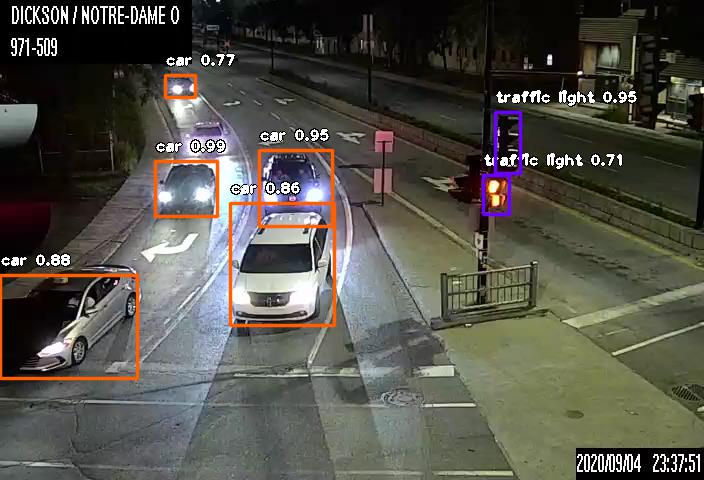 DICKSON / NOTRE-DAME O
971-509
car 0.77
traffic light 0.95
car 0.95
car 0.99
traffic light 0.71
car 0.86
car 0.88
2020/09/04 23:37:51